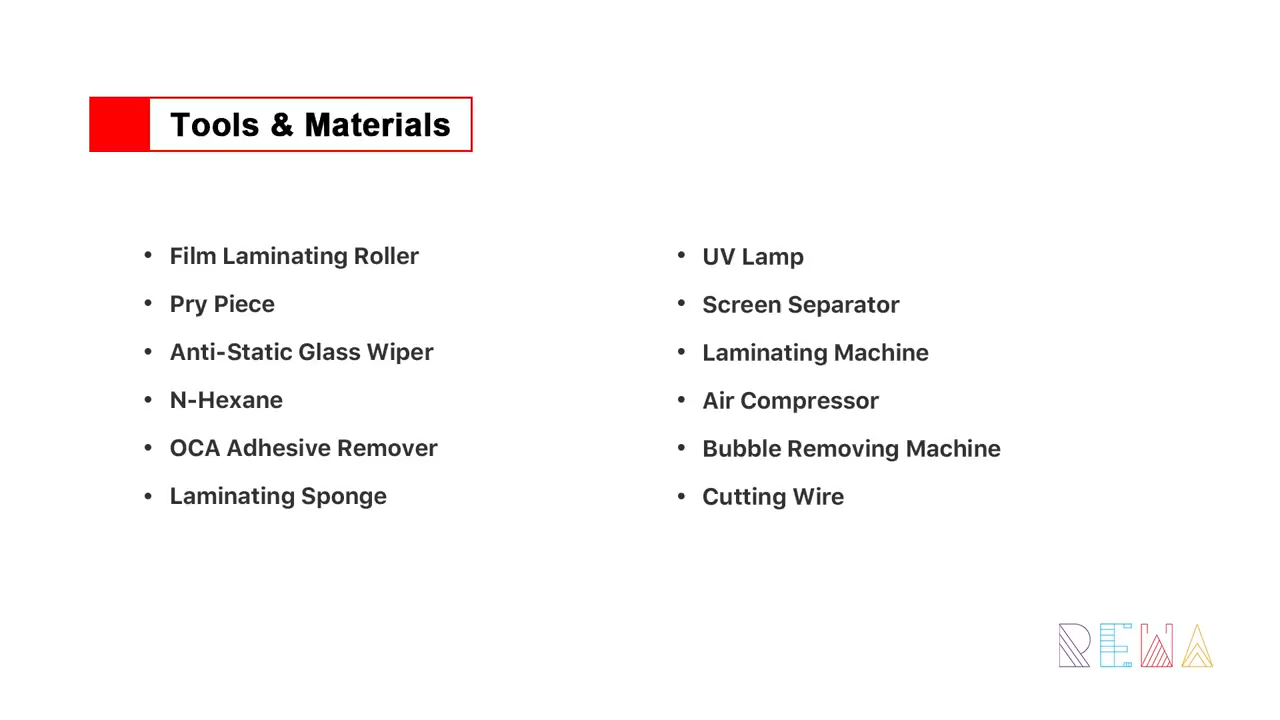 Tools & Materials
• Film Laminating Roller
• Pry Piece
• Anti-Static Glass Wiper
• N-Hexane
• OCA Adhesive Remover
• Laminating Sponge
• UV Lamp
• Screen Separator
• Laminating Machine
• Air Compressor
• Bubble Removing Machine
• Cutting Wire
REWA